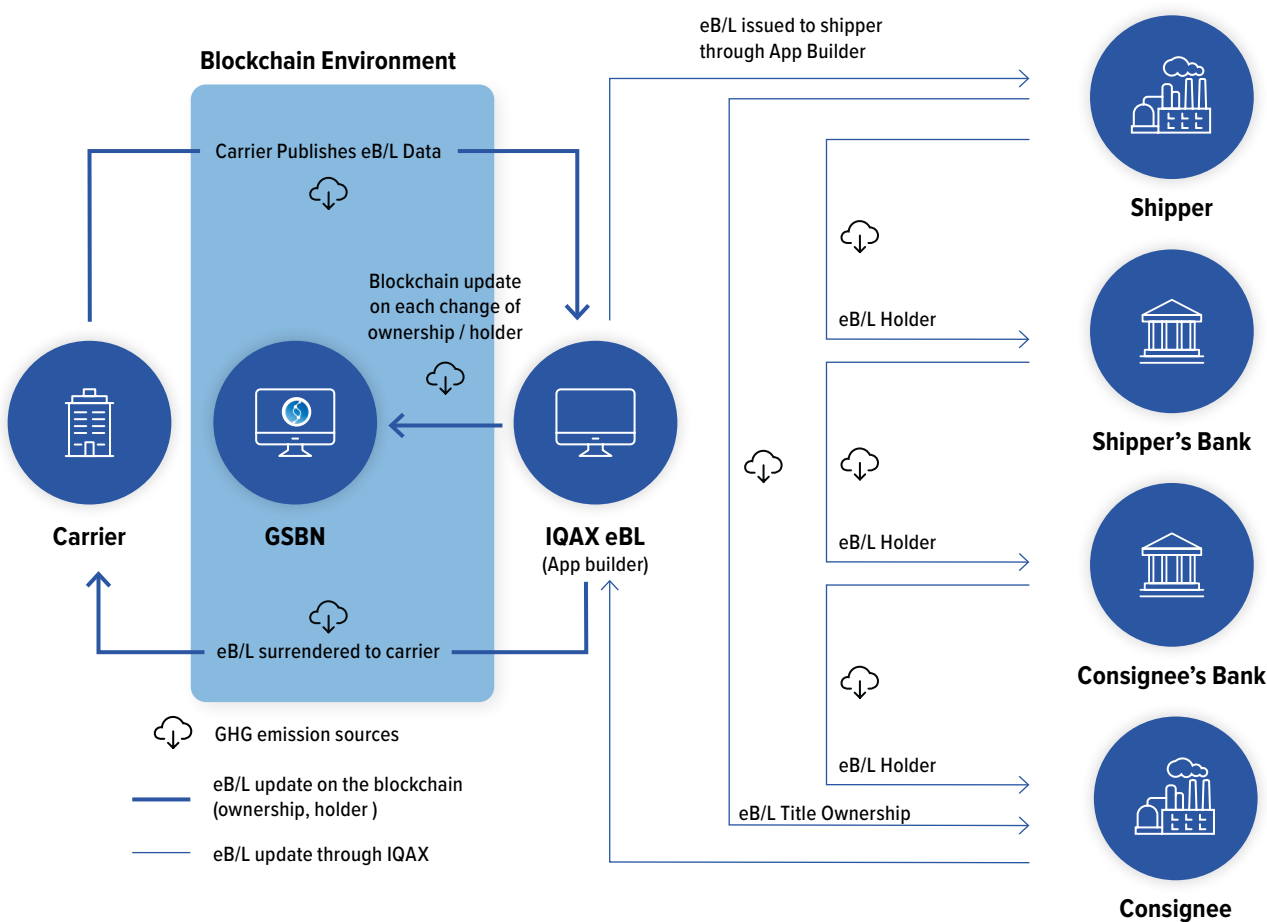 eB/L issued to shipper
through App Builder
Blockchain Environment
Carrier Publishes eB/L Data
Shipper
Blockchain update
on each change of
ownership / holder
eB/L Holder
Shipper's Bank
Carrier
GSBN
IQAX eBL
(App builder)
eB/L Holder
eB/L surrendered to carrier
Consignee's Bank
GHG emission sources
eB/L Holder
eB/L update on the blockchain
(ownership, holder )
eB/L Title Ownership
eB/L update through IQAX
Consignee